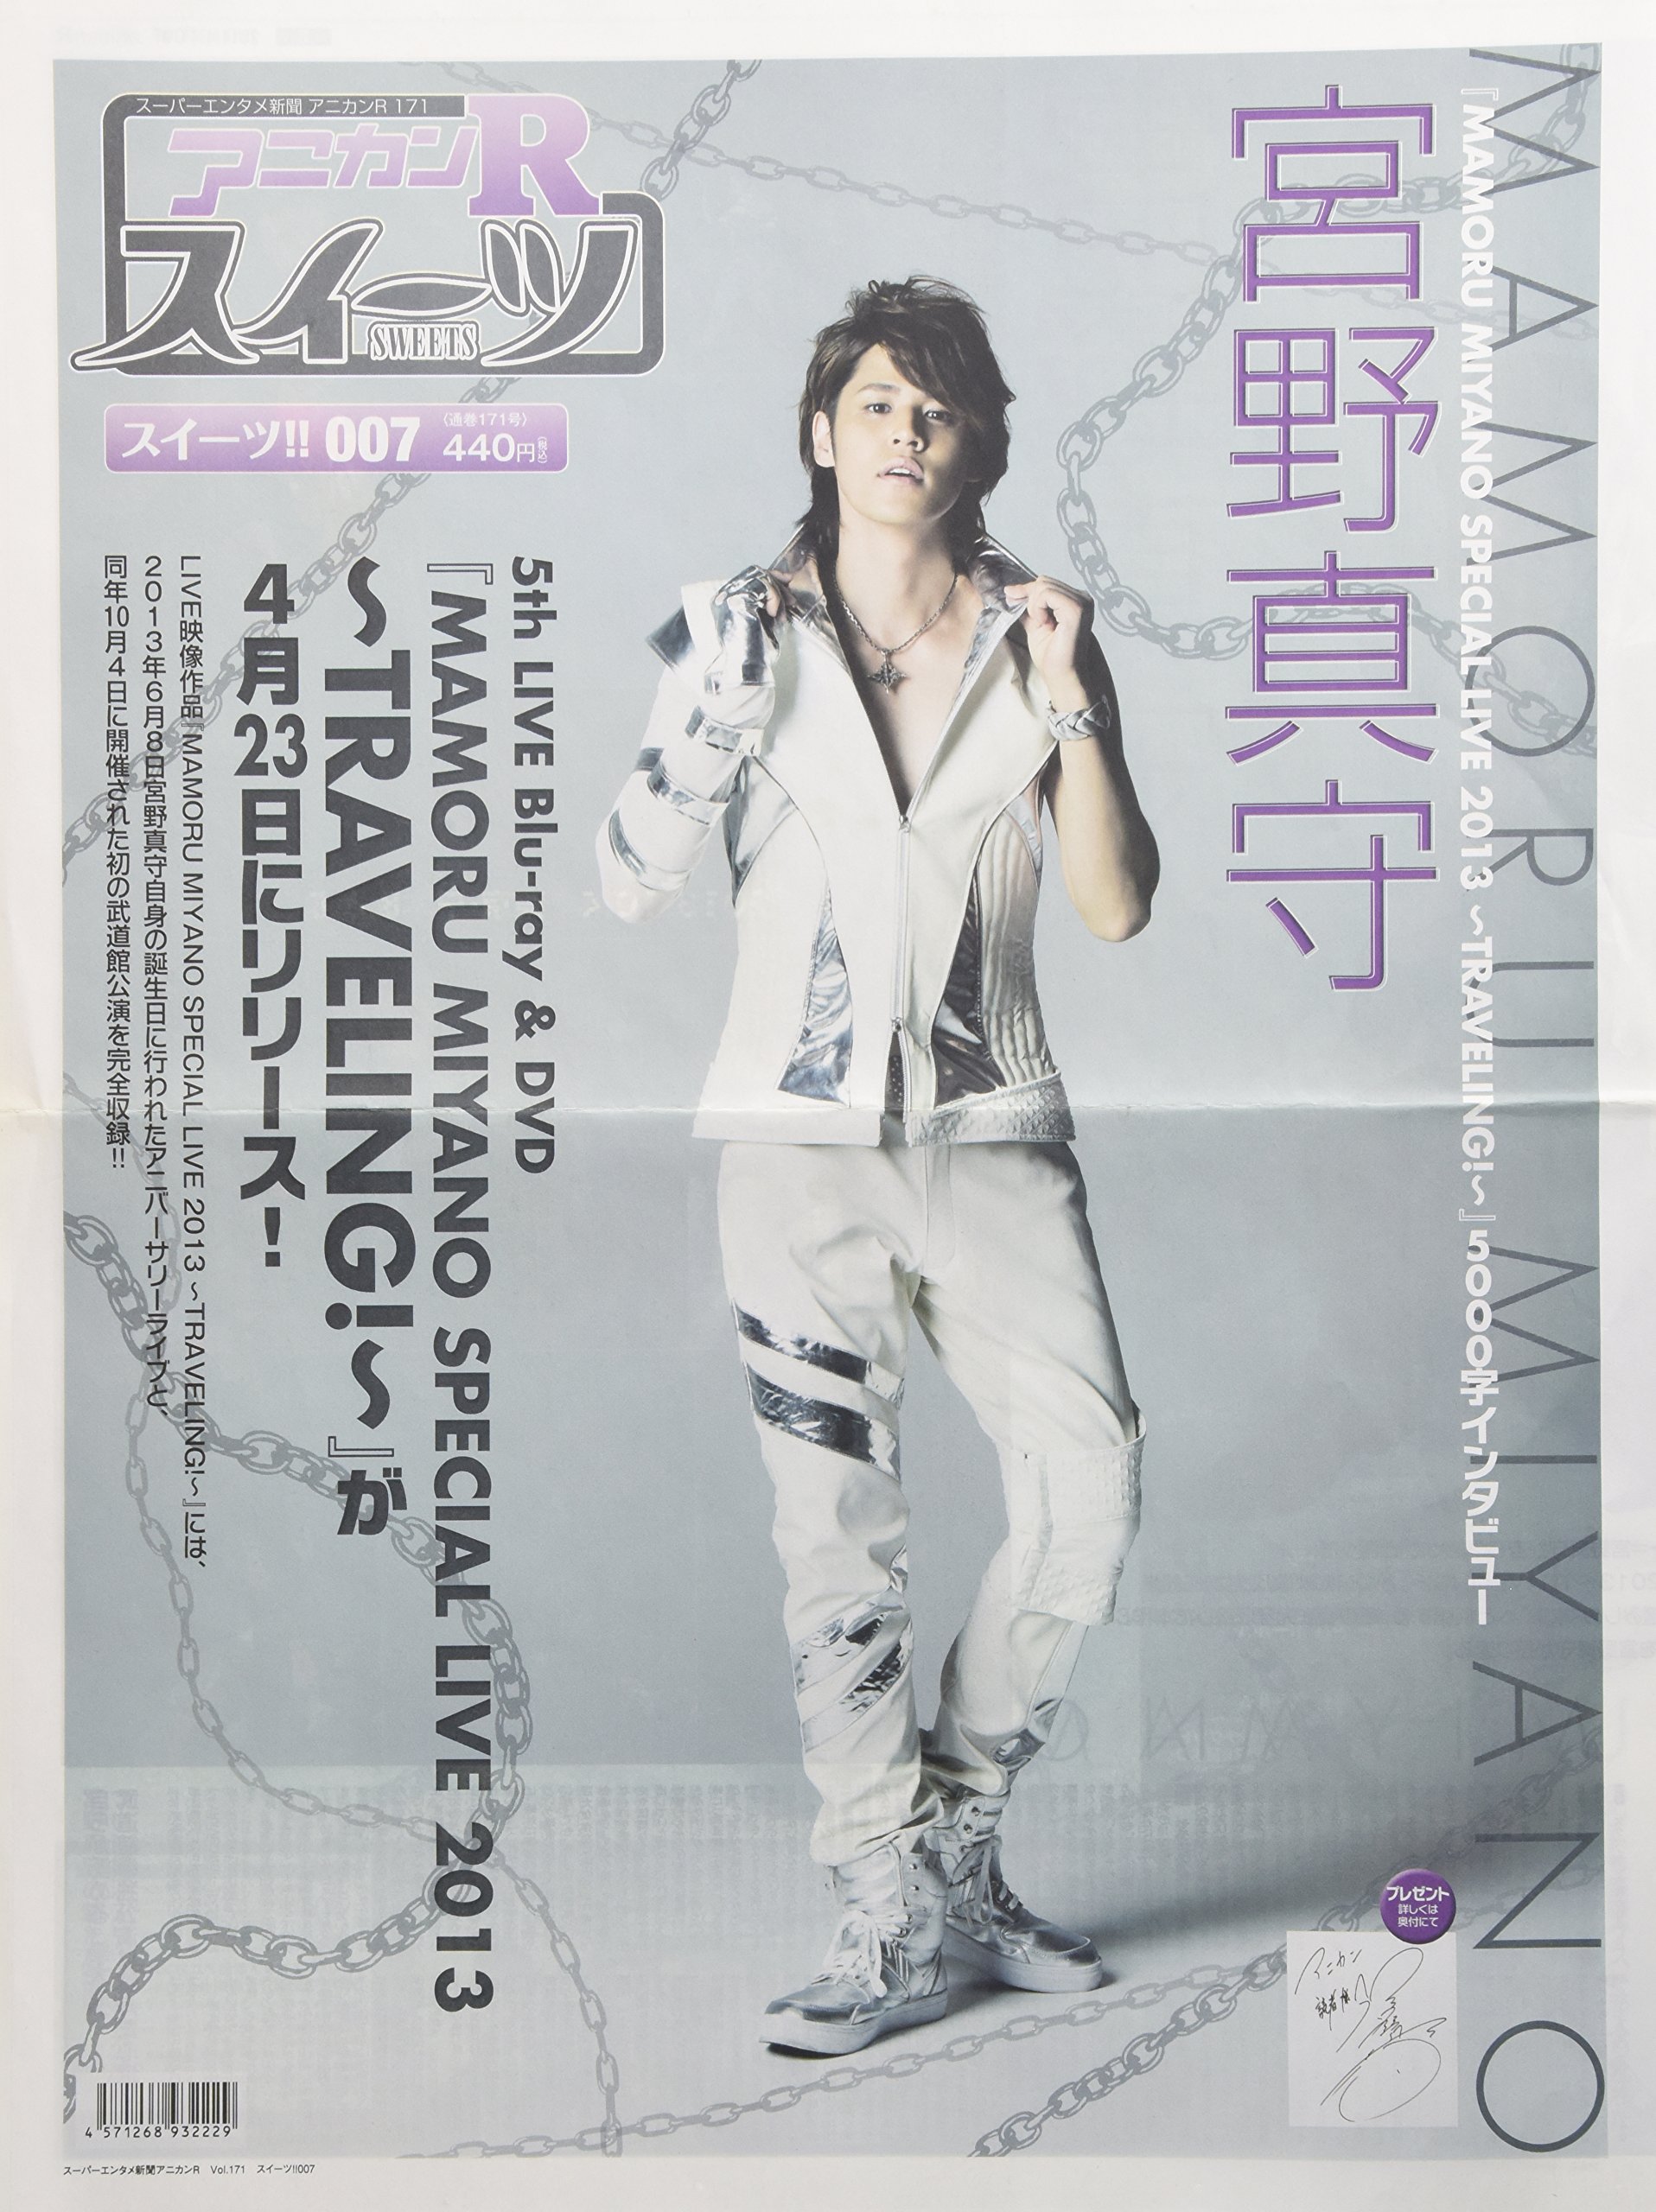 スーパーエンタメ新聞 アニカンR 171
アニカンR
スイーツ
SWEETS
スイーツ!! 007 〈通巻171号〉 440円(税込)
MAMORU MIYANO
『MAMORU MIYANO SPECIAL LIVE 2013 〜TRAVELING!〜』5000字インタビュー
宮野真守
5th LIVE Blu-ray & DVD
『MAMORU MIYANO SPECIAL LIVE 2013
〜TRAVELING!〜』が
4月23日にリリース!
LIVE映像作品『MAMORU MIYANO SPECIAL LIVE 2013 〜TRAVELING!〜』には、
2013年6月8日宮野真守自身の誕生日に行われたアニバーサリーライブと、
同年10月4日に開催された初の武道館公演を完全収録!!
プレゼント
詳しくは
奥付にて
アニカン
読者様へ
4 571268 932229
スーパーエンタメ新聞アニカンR Vol.171 スイーツ!!007